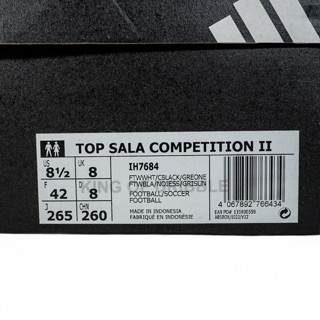 TOP SALA COMPETITION II
US
8½
UK
8
F
42
D
8
J
265
CHN
260
IH7684
FTWWHT/CBLACK/GREONE
FTWBLA/NOIESS/GRISUN
FOOTBALL/SOCCER
FOOTBALL
MADE IN INDONESIA
FABRIQUÉ EN INDONÉSIE
4 067892 766434